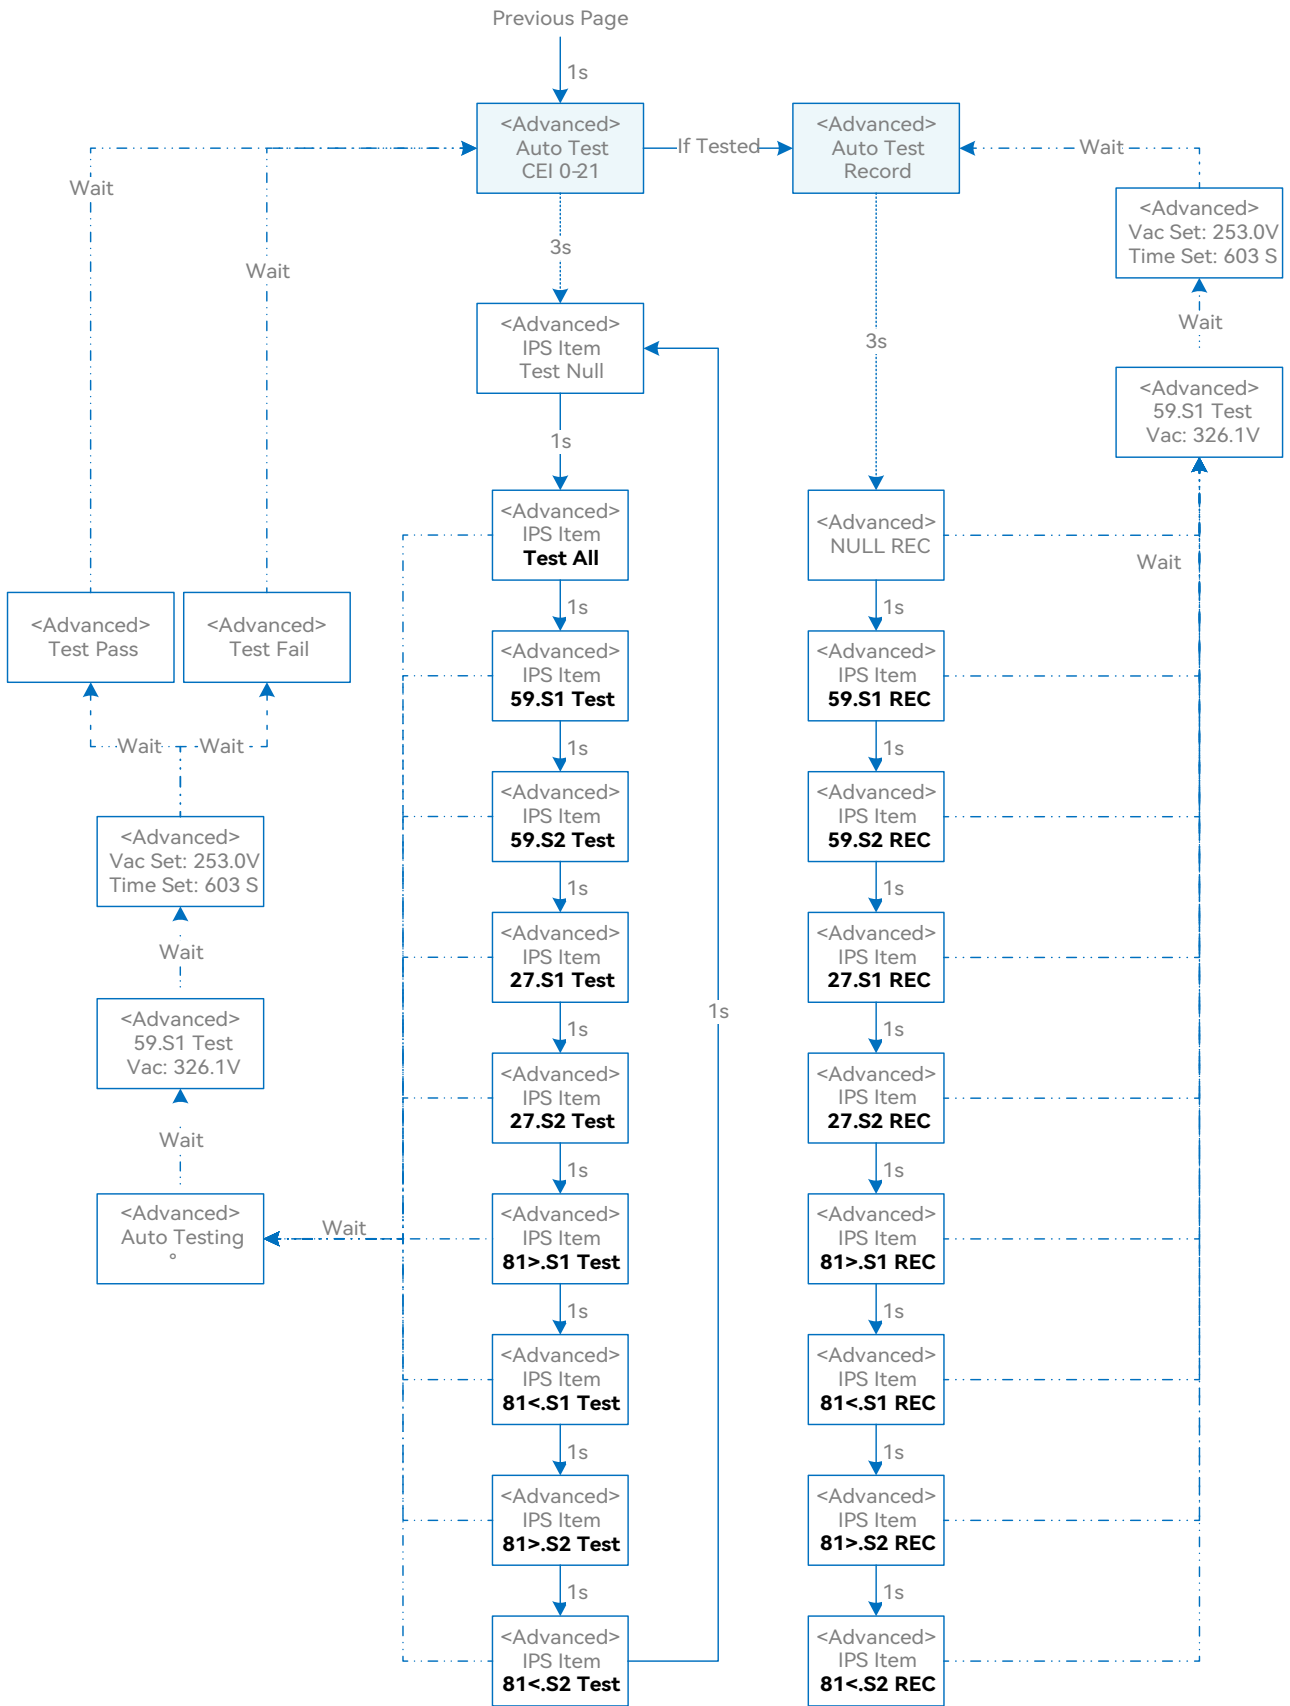 Previous Page
1s
<Advanced>
Auto Test
CEI 0-21
If Tested
<Advanced>
Auto Test
Record
Wait
Wait
<Advanced>
Vac Set: 253.0V
Time Set: 603 S
3s
Wait
Wait
<Advanced>
IPS Item
Test Null
3s
<Advanced>
59.S1 Test
Vac: 326.1V
1s
<Advanced>
IPS Item
Test All
<Advanced>
NULL REC
Wait
1s
1s
<Advanced>
Test Pass
<Advanced>
Test Fail
<Advanced>
IPS Item
59.S1 Test
<Advanced>
IPS Item
59.S1 REC
Wait
Wait
1s
1s
<Advanced>
IPS Item
59.S2 Test
<Advanced>
IPS Item
59.S2 REC
<Advanced>
Vac Set: 253.0V
Time Set: 603 S
1s
1s
Wait
<Advanced>
IPS Item
27.S1 Test
<Advanced>
IPS Item
27.S1 REC
1s
<Advanced>
59.S1 Test
Vac: 326.1V
1s
1s
<Advanced>
IPS Item
27.S2 Test
<Advanced>
IPS Item
27.S2 REC
Wait
1s
1s
<Advanced>
Auto Testing
°
Wait
<Advanced>
IPS Item
81>.S1 Test
<Advanced>
IPS Item
81>.S1 REC
1s
1s
<Advanced>
IPS Item
81<.S1 Test
<Advanced>
IPS Item
81<.S1 REC
1s
1s
<Advanced>
IPS Item
81>.S2 Test
<Advanced>
IPS Item
81>.S2 REC
1s
1s
<Advanced>
IPS Item
81<.S2 Test
<Advanced>
IPS Item
81<.S2 REC